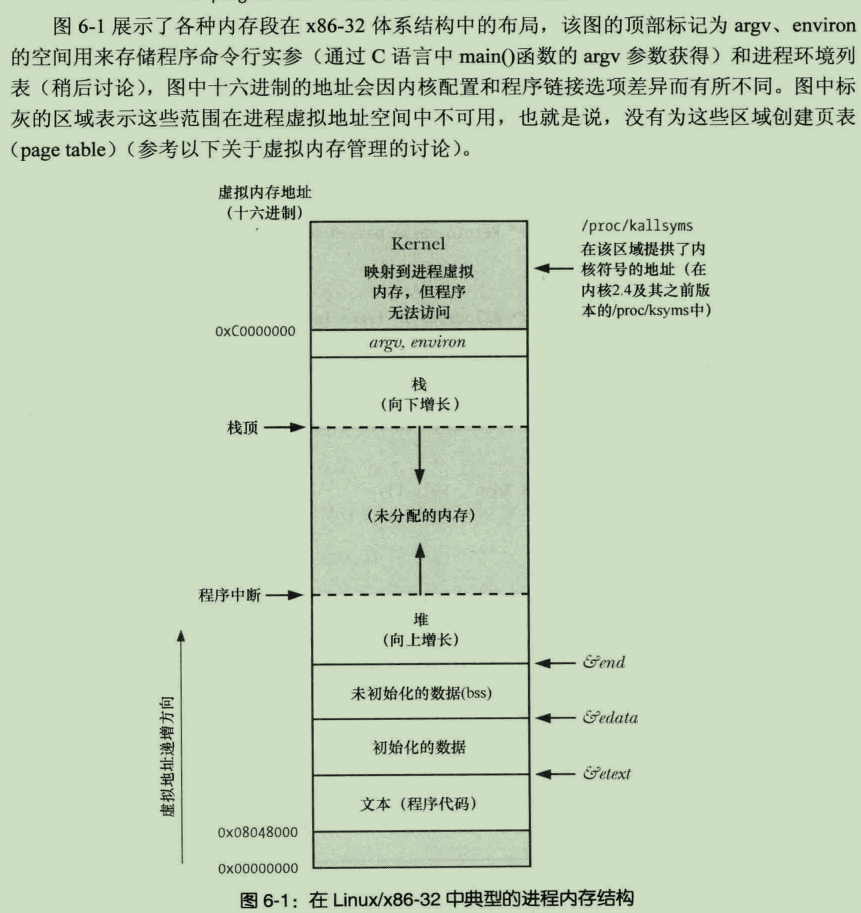 图 6-1 展示了各种内存段在 x86-32 体系结构中的布局，该图的顶部标记为 argv、environ
的空间用来存储程序命令行实参（通过 C 语言中 main()函数的 argv 参数获得）和进程环境列
表（稍后讨论），图中十六进制的地址会因内核配置和程序链接选项差异而有所不同。图中标
灰的区域表示这些范围在进程虚拟地址空间中不可用，也就是说，没有为这些区域创建页表
（page table）（参考以下关于虚拟内存管理的讨论）。
虚拟内存地址
（十六进制）
/proc/kallsyms
在该区域提拱了内
核符号的地址（在
内核2.4及其之前版
本的/proc/ksyms中）
Kernel
映射到进程虚拟
内存，但程序
无法访问
0xC0000000
argv, environ
栈
（向下增长）
栈顶
（未分配的内存）
程序中断
堆
（向上增长）
&end
未初始化的数据(bss)
&edata
初始化的数据
&etext
文本（程序代码）
虚拟地址递增方向
0x08048000
0x00000000
图 6-1：在 Linux/x86-32 中典型的进程内存结构